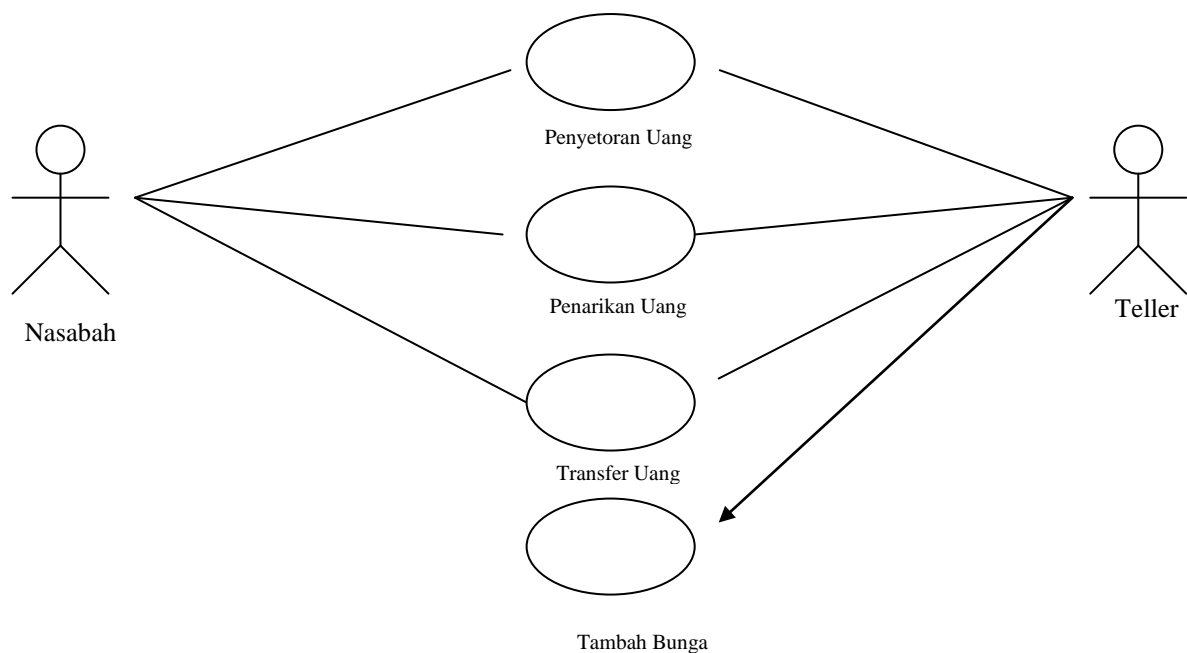 Penyetoran Uang
Nasabah
Penarikan Uang
Teller
Transfer Uang
Tambah Bunga